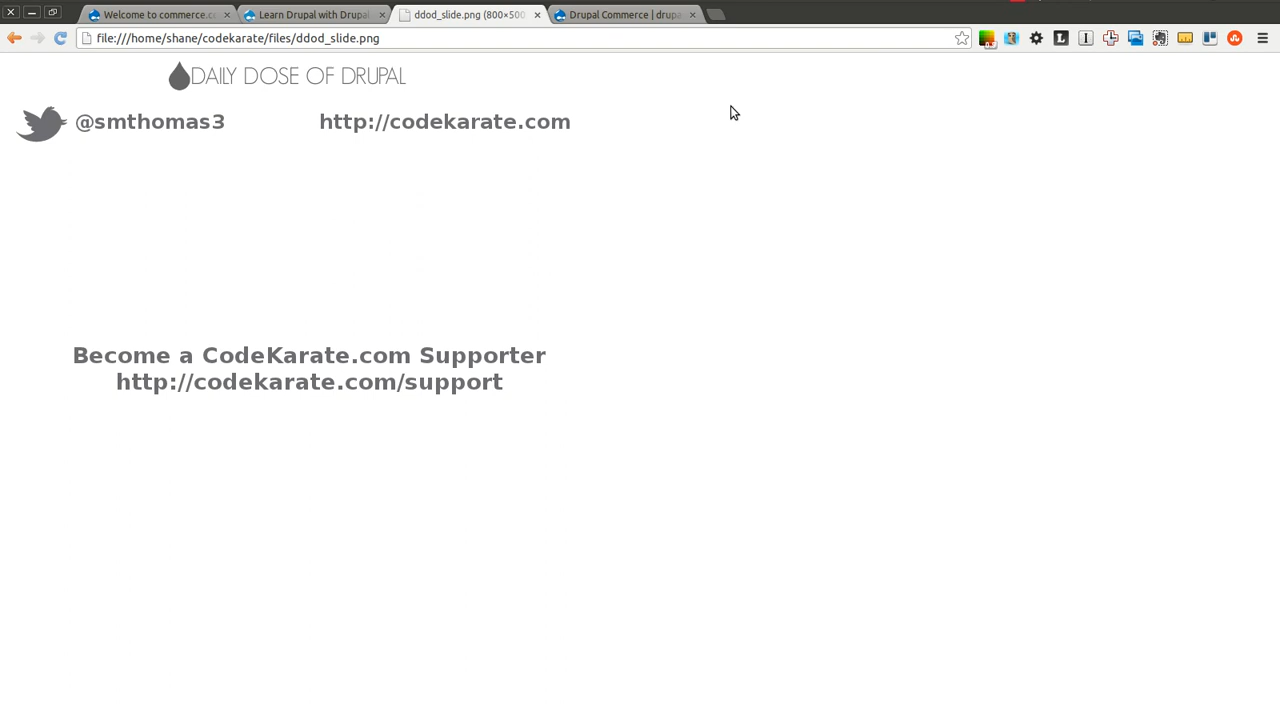 Welcome to commerce.c
Learn Drupal with Drupal
ddod_slide.png (800×500
Drupal Commerce | drupa
file:///home/shane/codekarate/files/ddod_slide.png
DAILY DOSE OF DRUPAL
@smthomas3
http://codekarate.com
Become a CodeKarate.com Supporter
http://codekarate.com/support